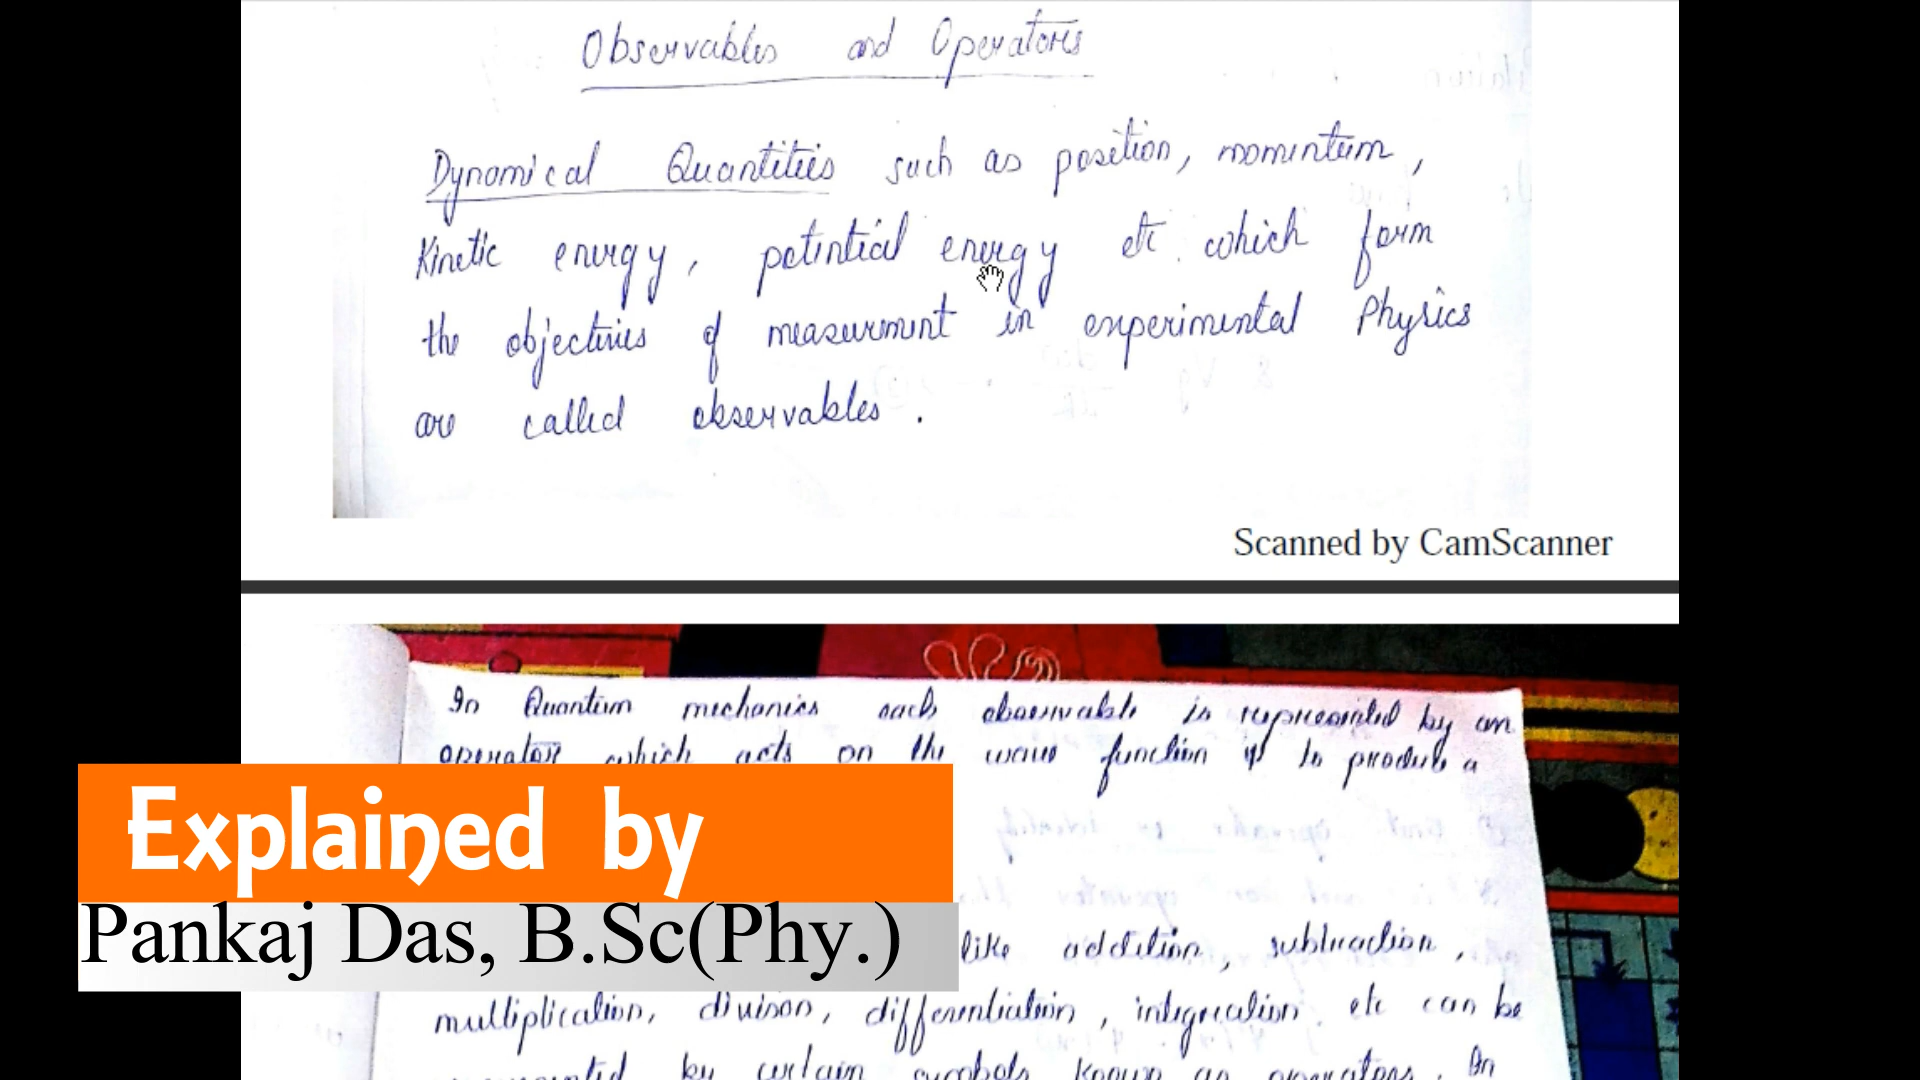 Observables and Operators
Dynamical Quantities such as position, momentum,
Kinetic energy, potential energy etc which form
the objectives of measurement in experimental Physics
are called observables.
Scanned by CamScanner
In Quantum mechanics each observable is represented by an
operator which acts on the wave function ψ to produce a
Explained by
Pankaj Das, B.Sc(Phy.)
like addition, subtraction,
multiplication, divison, differentiation, integration etc can be
by certain symbols known as operators. In